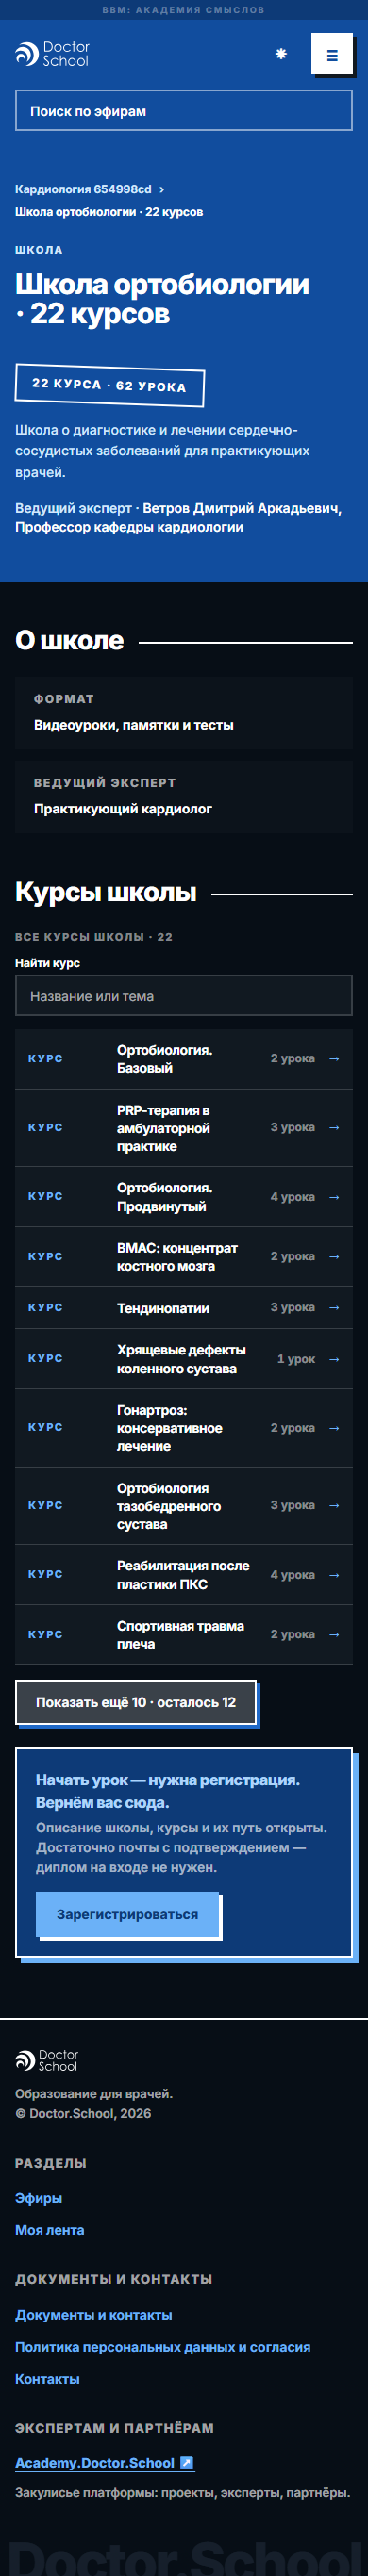 ВВМ: АКАДЕМИЯ СМЫСЛОВ
Doctor
School
Поиск по эфирам
Кардиология 654998cd ›
Школа ортобиологии · 22 курсов
ШКОЛА
Школа ортобиологии
· 22 курсов
22 КУРСА · 62 УРОКА
Школа о диагностике и лечении сердечно-
сосудистых заболеваний для практикующих
врачей.
Ведущий эксперт · Ветров Дмитрий Аркадьевич,
Профессор кафедры кардиологии
О школе
ФОРМАТ
Видеоуроки, памятки и тесты
ВЕДУЩИЙ ЭКСПЕРТ
Практикующий кардиолог
Курсы школы
ВСЕ КУРСЫ ШКОЛЫ · 22
Найти курс
Название или тема
КУРС Ортобиология. Базовый 2 урока →
КУРС PRP-терапия в амбулаторной практике 3 урока →
КУРС Ортобиология. Продвинутый 4 урока →
КУРС BMAC: концентрат костного мозга 2 урока →
КУРС Тендинопатии 3 урока →
КУРС Хрящевые дефекты коленного сустава 1 урок →
КУРС Гонартроз: консервативное лечение 2 урока →
КУРС Ортобиология тазобедренного сустава 3 урока →
КУРС Реабилитация после пластики ПКС 4 урока →
КУРС Спортивная травма плеча 2 урока →
Показать ещё 10 · осталось 12
Начать урок — нужна регистрация.
Вернём вас сюда.
Описание школы, курсы и их путь открыты.
Достаточно почты с подтверждением —
диплом на входе не нужен.
Зарегистрироваться
Doctor
School
Образование для врачей.
© Doctor.School, 2026
РАЗДЕЛЫ
Эфиры
Моя лента
ДОКУМЕНТЫ И КОНТАКТЫ
Документы и контакты
Политика персональных данных и согласия
Контакты
ЭКСПЕРТАМ И ПАРТНЁРАМ
Academy.Doctor.School ↗
Закулисье платформы: проекты, эксперты, партнёры.
Doctor.School